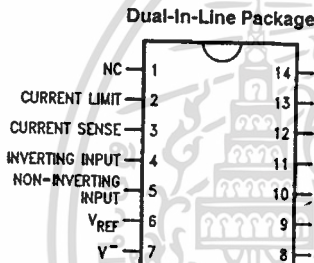 Dual-In-Line Package
NC 1 14
CURRENT LIMIT 2 13
CURRENT SENSE 3 12
INVERTING INPUT 4 11
NON-INVERTING
INPUT 5 10
VREF 6 9
V- 7 8